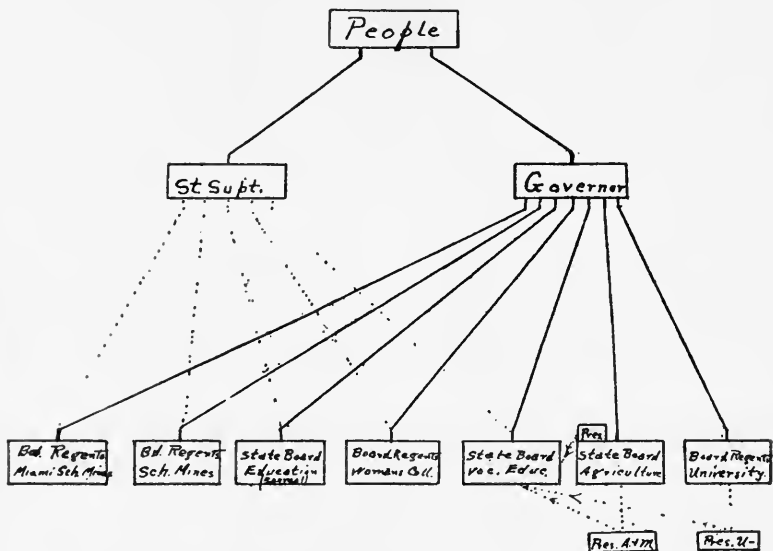 People
St. Supt.
Governor
Bd. Regents
Miami Sch. Mines
Bd. Regents
Sch. Mines
State Board
Education
(Normal)
Board Regents
Womans Coll.
State Board
Voc. Educ.
Pres.
State Board
Agriculture
Board Regents
University.
Pres. A+M
Pres. U-